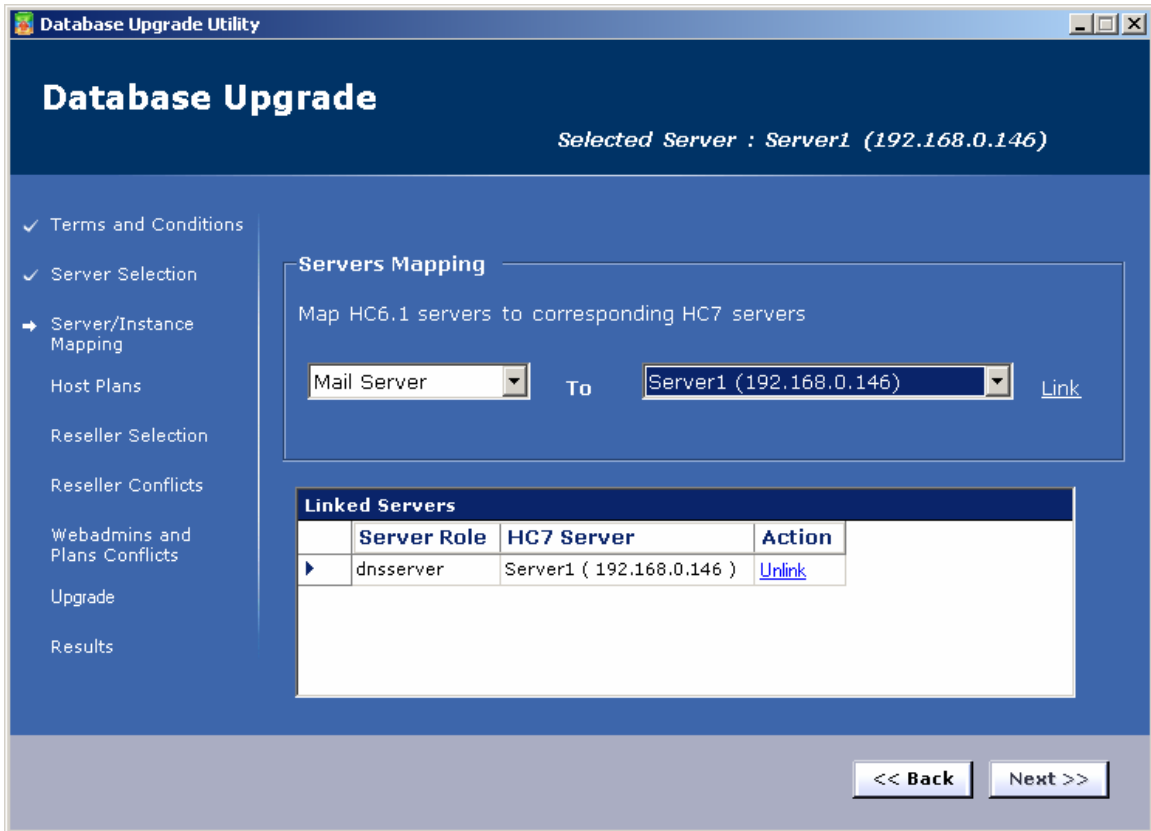 Database Upgrade Utility
Database Upgrade
Selected Server : Server1 (192.168.0.146)
Terms and Conditions
Server Selection
Server/Instance
Mapping
Host Plans
Reseller Selection
Reseller Conflicts
Webadmins and
Plans Conflicts
Upgrade
Results
Servers Mapping
Map HC6.1 servers to corresponding HC7 servers
Mail Server To Server1 (192.168.0.146) Link
Linked Servers
Server Role HC7 Server Action
dnsserver Server1 ( 192.168.0.146 ) Unlink
<< Back Next >>